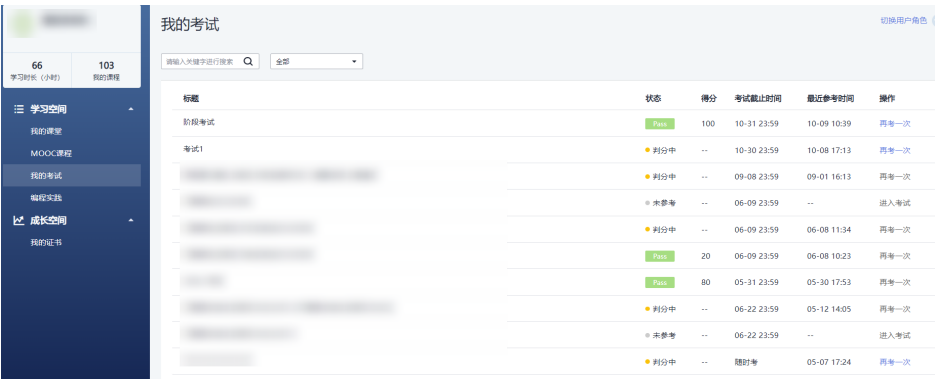 我的考试
切换用户角色
66 103
学习时长（小时） 我的课程
请输入关键字进行搜索 全部
学习空间
我的课堂
MOOC课程
我的考试
编程实践
成长空间
我的证书
标题 状态 得分 考试截止时间 最近参考时间 操作
阶段考试 Pass 100 10-31 23:59 10-09 10:39 再考一次
考试1 判分中 -- 10-30 23:59 10-08 17:13 再考一次
判分中 -- 09-08 23:59 09-01 16:13 再考一次
未参考 -- 06-09 23:59 -- 进入考试
判分中 -- 06-09 23:59 06-08 11:34 再考一次
Pass 20 06-09 23:59 06-08 10:23 再考一次
Pass 80 05-31 23:59 05-30 17:53 再考一次
判分中 -- 06-22 23:59 05-12 14:05 再考一次
未参考 -- 06-22 23:59 -- 进入考试
判分中 -- 随时考 05-07 17:24 再考一次